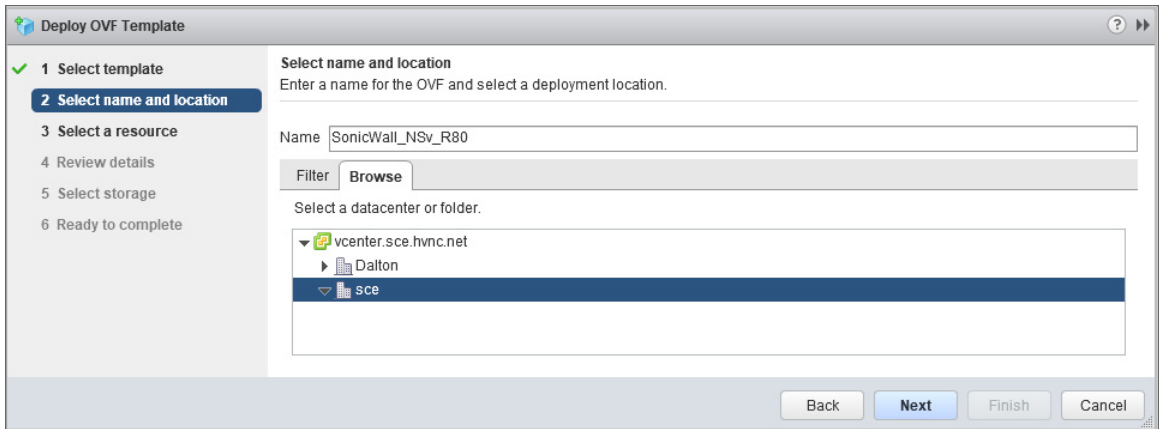 Deploy OVF Template
1 Select template
2 Select name and location
3 Select a resource
4 Review details
5 Select storage
6 Ready to complete
Select name and location
Enter a name for the OVF and select a deployment location.
Name SonicWall_NSv_R80
Filter Browse
Select a datacenter or folder.
vcenter.sce.hvnc.net
Dalton
sce
Back Next Finish Cancel